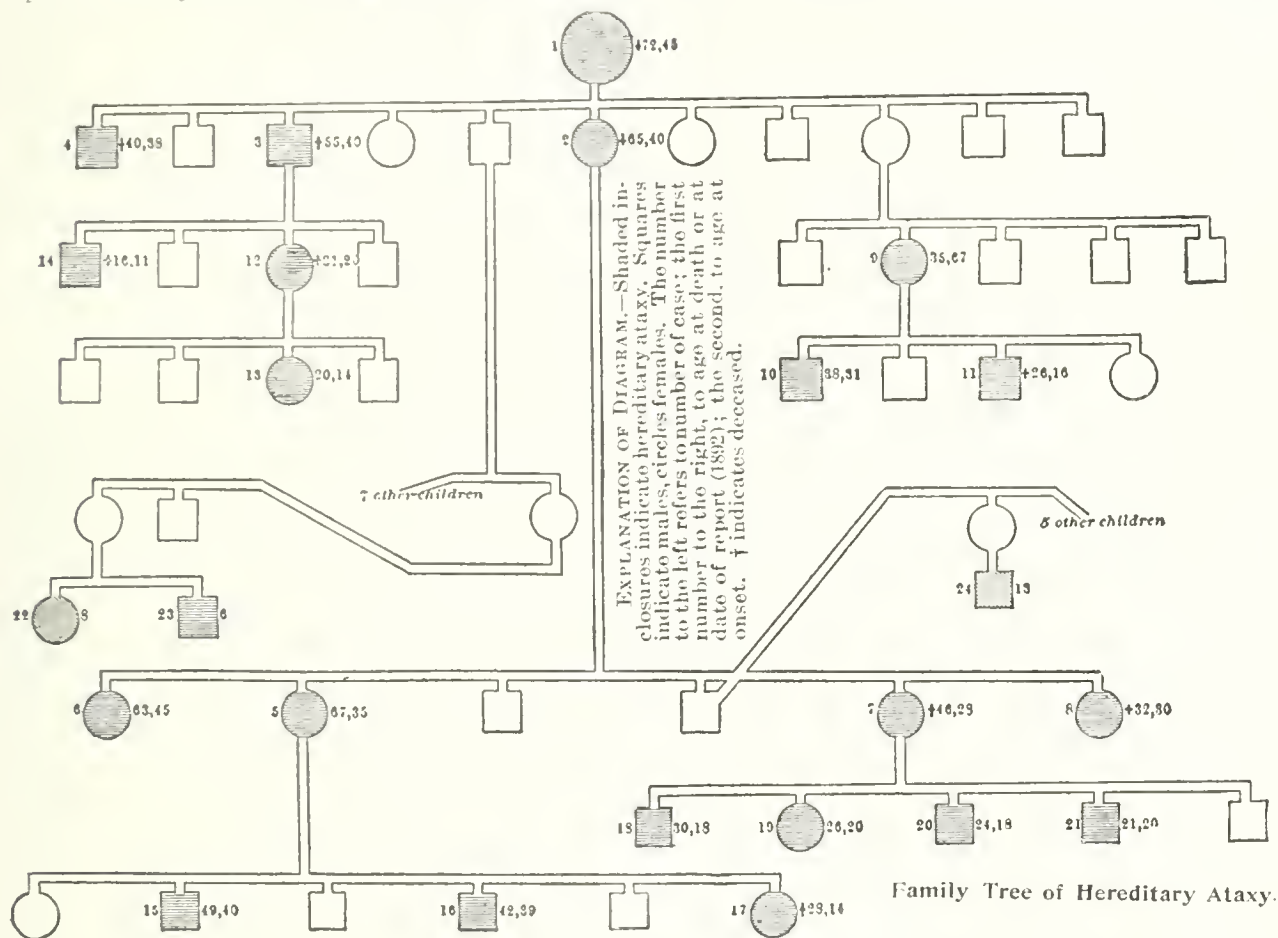 1 †72,45
4 †40,38 3 †55,40 2 †65,40
14 †16,11 12 9 35,67
13 20,14 10 38,31 11 †26,16
EXPLANATION OF DIAGRAM.—Shaded in-
closures indicate hereditary ataxy. Squares
indicate males, circles females. The number
to the left refers to number of case; the first
number to the right, to age at death or at
date of report (1892); the second, to age at
onset. † indicates deceased.
7 other children
8 other children
22 8 23 6 24 13
6 63,45 5 67,35 7 †46,28 8 †32,30
18 30,18 19 26,20 20 24,18 21 21,20
15 49,40 16 42,39 17 †28,14
Family Tree of Hereditary Ataxy.